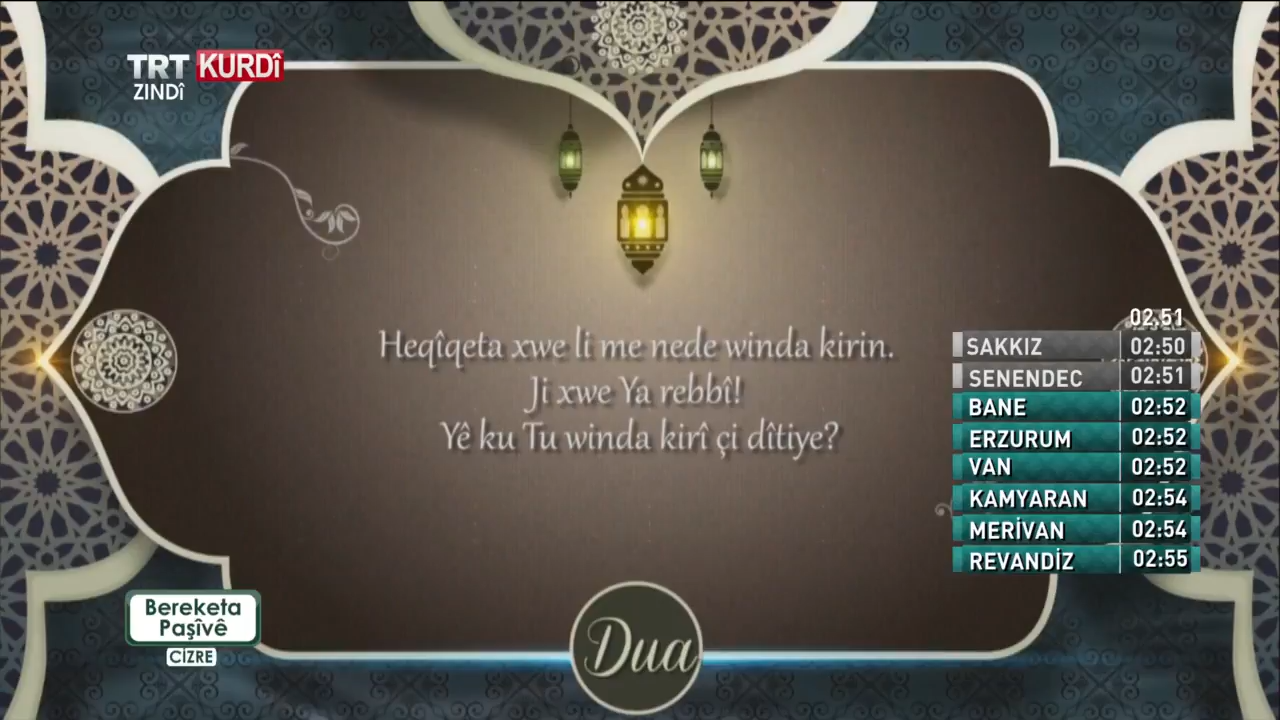 TRT KURDÎ
ZINDÎ
Heqîqeta xwe li me nede winda kirin.
Ji xwe Ya rebbî!
Yê ku Tu winda kirî çi dîtiye?
02:51
SAKKIZ 02:50
SENENDEC 02:51
BANE 02:52
ERZURUM 02:52
VAN 02:52
KAMYARAN 02:54
MERİVAN 02:54
REVANDİZ 02:55
Bereketa
Paşîvê
CİZRE
Dua